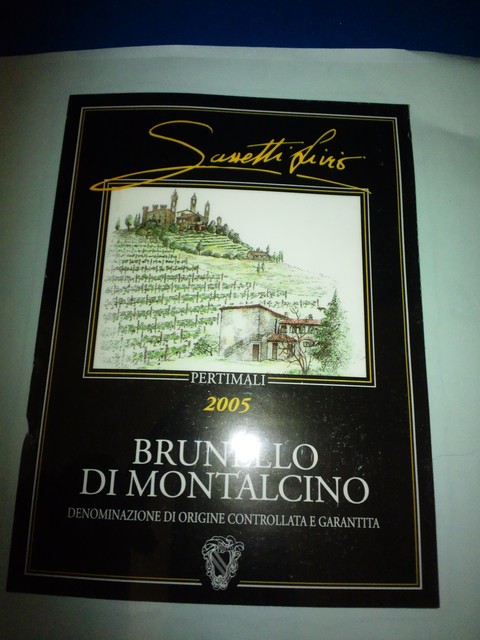 Sassetti Livio
PERTIMALI
2005
BRUNELLO
DI MONTALCINO
DENOMINAZIONE DI ORIGINE CONTROLLATA E GARANTITA